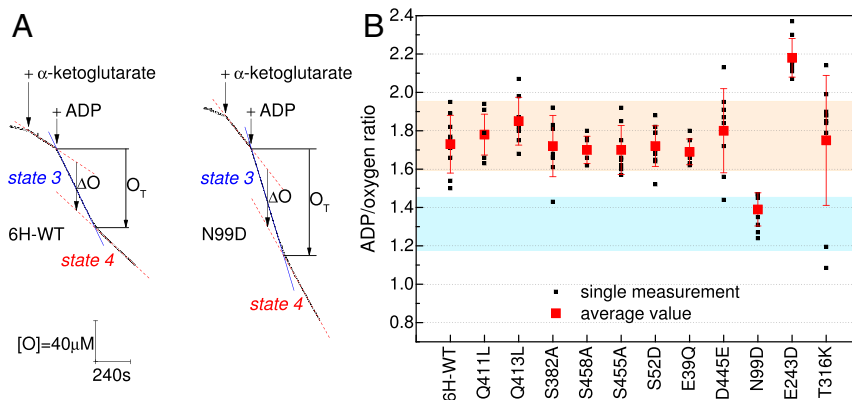 A
+ α-ketoglutarate
+ ADP
state 3
ΔO
O_T
6H-WT
state 4
[O]=40μM
240s
+ α-ketoglutarate
+ ADP
state 3
ΔO
O_T
N99D
state 4
B
ADP/oxygen ratio
2.4
2.2
2.0
1.8
1.6
1.4
1.2
1.0
0.8
single measurement
average value
6H-WT
Q411L
Q413L
S382A
S458A
S455A
S52D
E39Q
D445E
N99D
E243D
T316K